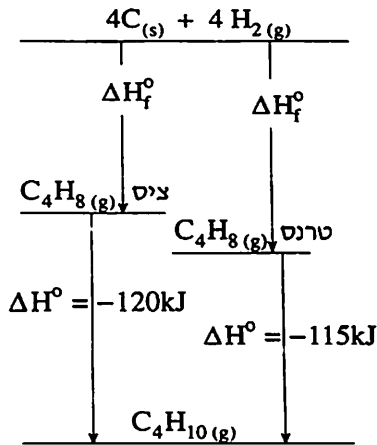 4C(s) + 4 H2(g)
ΔH°f
ΔH°f
C4H8(g) ציס
C4H8(g) טרנס
ΔH° = −120kJ
ΔH° = −115kJ
C4H10(g)